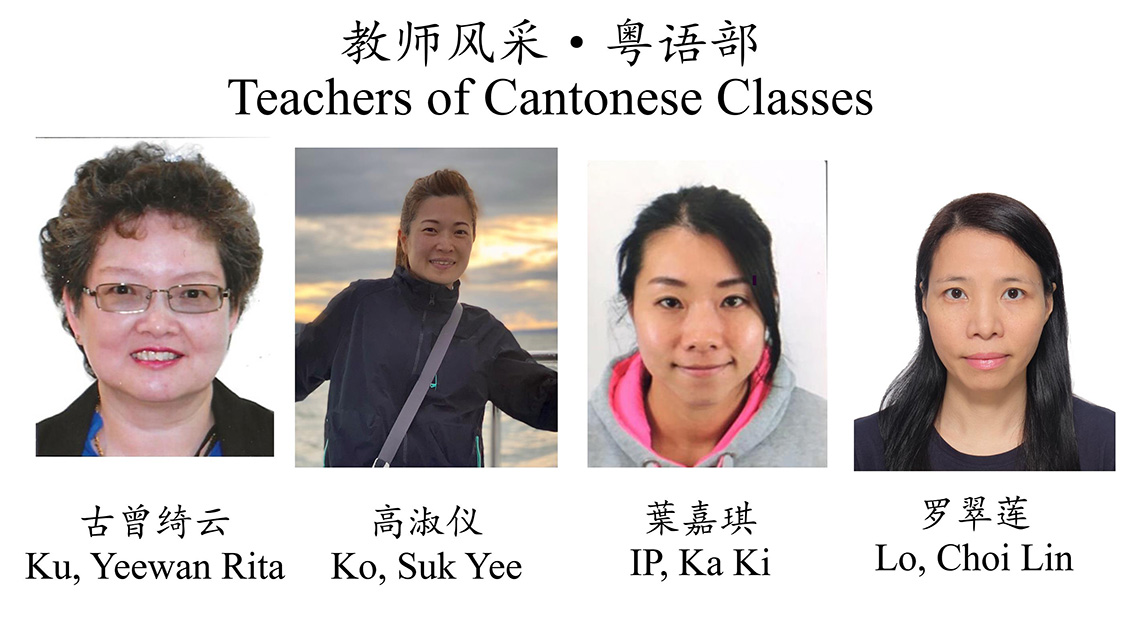 教师风采·粤语部
Teachers of Cantonese Classes
古曾绮云
Ku, Yeewan Rita
高淑仪
Ko, Suk Yee
葉嘉琪
IP, Ka Ki
罗翠莲
Lo, Choi Lin